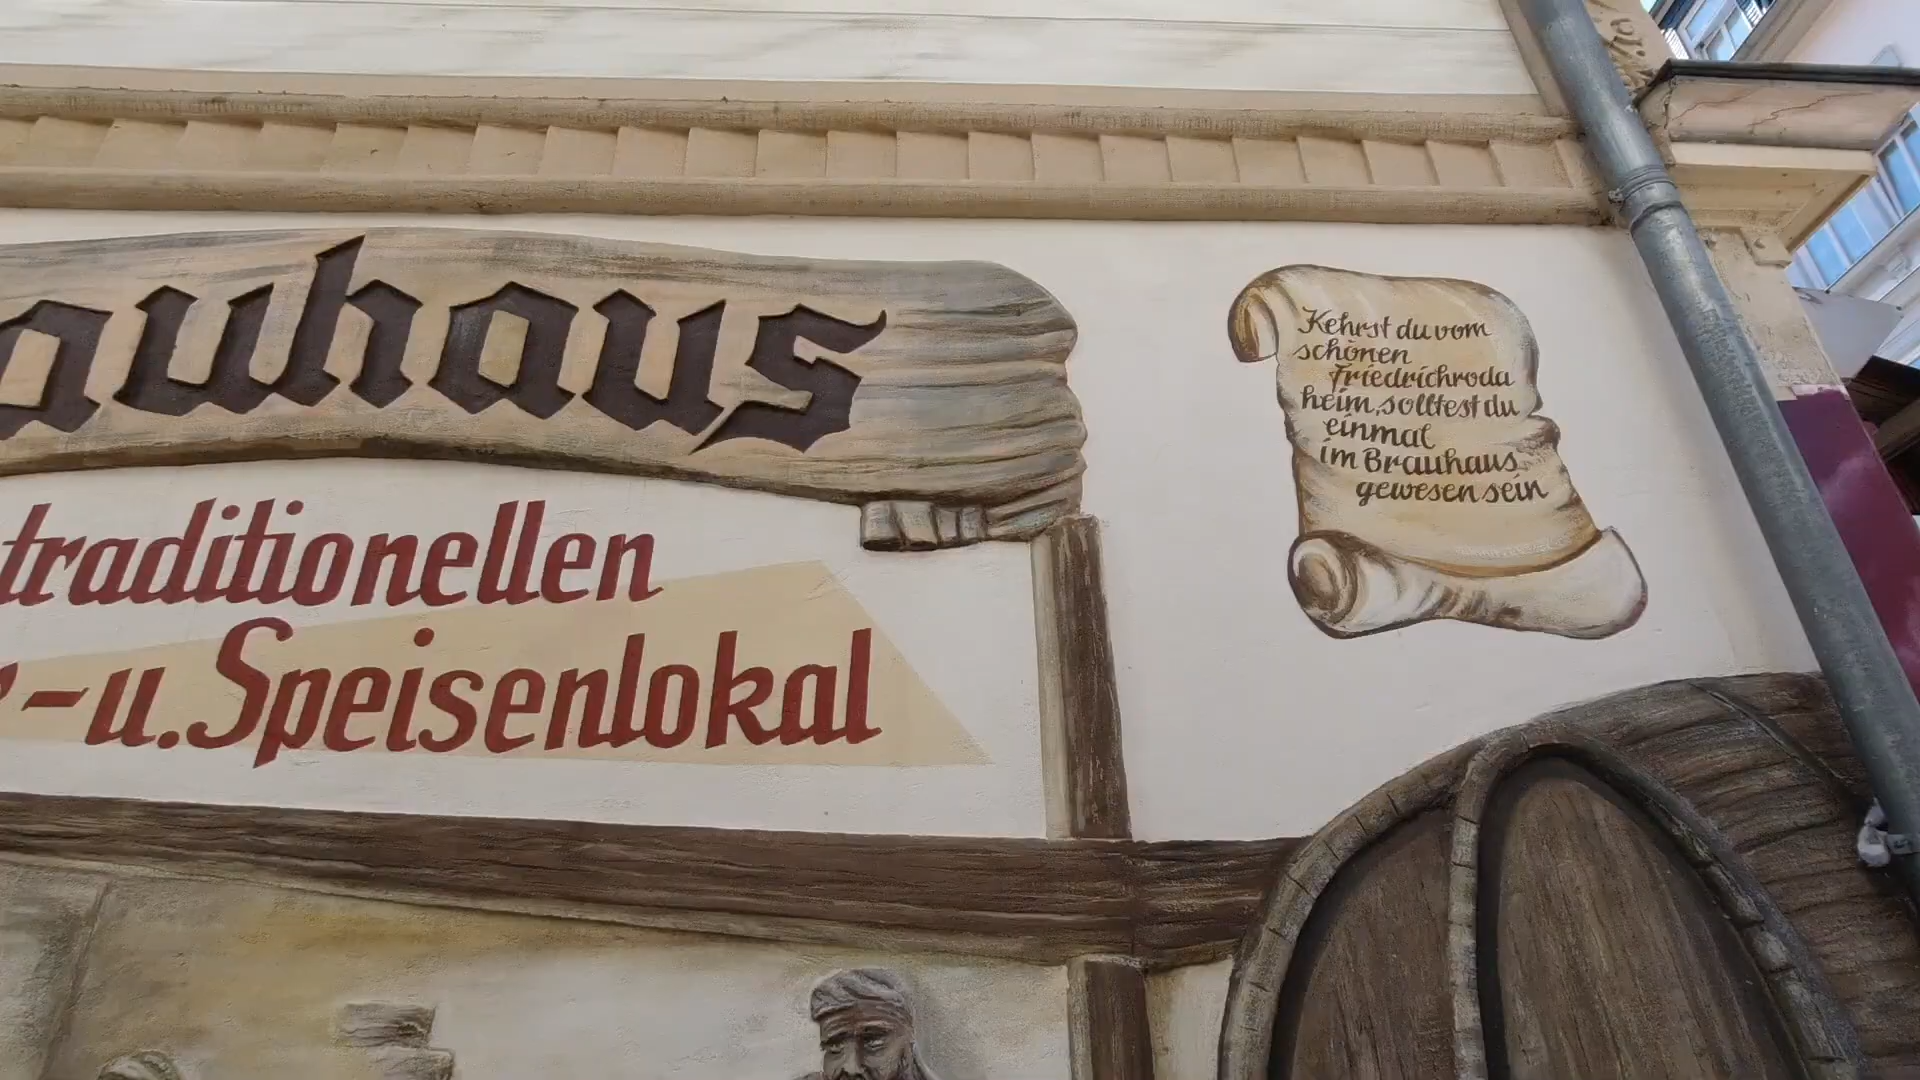 auhaus
traditionellen
- u. Speisenlokal
Kehrst du vom
schönen
Friedrichroda
heim, solltest du
einmal
im Brauhaus
gewesen sein